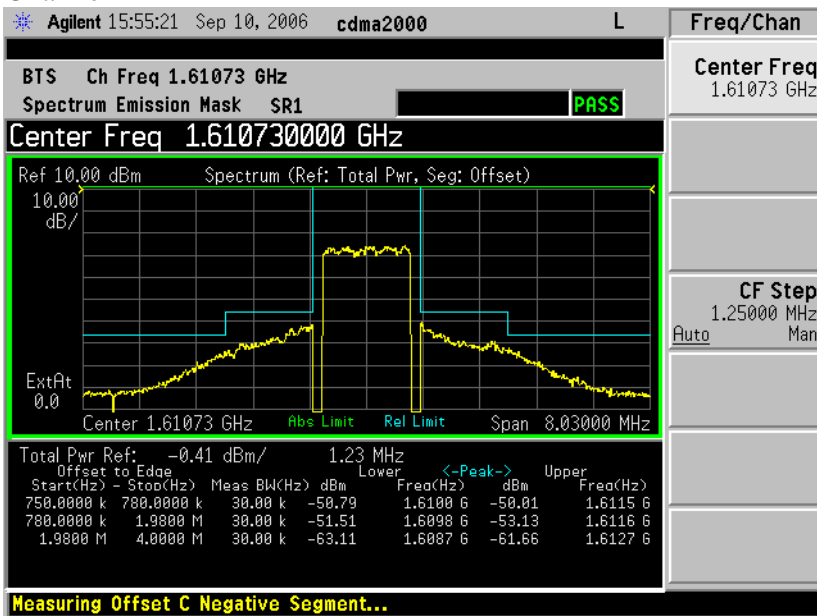 Agilent 15:55:21 Sep 10, 2006 cdma2000 L Freq/Chan
BTS Ch Freq 1.61073 GHz
Spectrum Emission Mask SR1 PASS
Center Freq
1.61073 GHz
Center Freq 1.610730000 GHz
Ref 10.00 dBm Spectrum (Ref: Total Pwr, Seg: Offset)
10.00
dB/
CF Step
1.25000 MHz
Auto Man
ExtAt
0.0
Center 1.61073 GHz Abs Limit Rel Limit Span 8.03000 MHz
Total Pwr Ref: -0.41 dBm/ 1.23 MHz
Offset to Edge Lower <-Peak-> Upper
Start(Hz) - Stop(Hz) Meas BW(Hz) dBm Freq(Hz) dBm Freq(Hz)
750.0000 k 780.0000 k 30.00 k -50.79 1.6100 G -50.01 1.6115 G
780.0000 k 1.9800 M 30.00 k -51.51 1.6098 G -53.13 1.6116 G
1.9800 M 4.0000 M 30.00 k -63.11 1.6087 G -61.66 1.6127 G
Measuring Offset C Negative Segment...